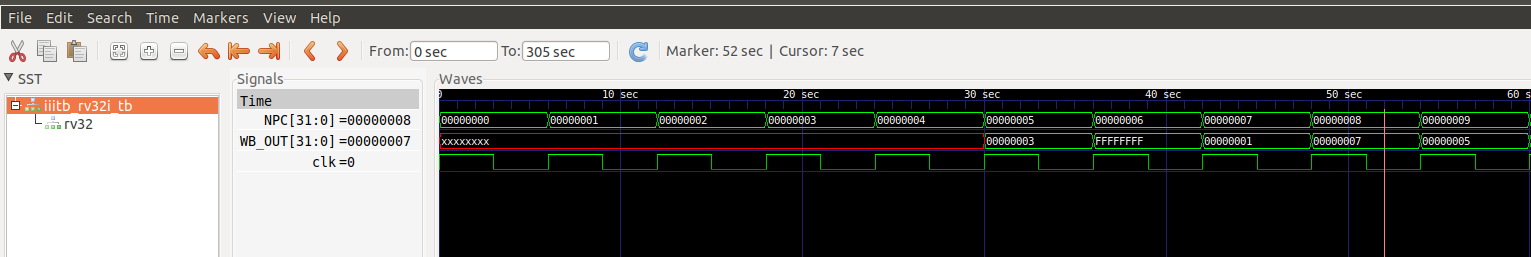 File Edit Search Time Markers View Help
From: 0 sec To: 305 sec Marker: 52 sec | Cursor: 7 sec
SST
iiitb_rv32i_tb
rv32
Signals
Time
NPC[31:0]=00000008
WB_OUT[31:0]=00000007
clk=0
Waves
0 10 sec 20 sec 30 sec 40 sec 50 sec 60 s
00000000 00000001 00000002 00000003 00000004 00000005 00000006 00000007 00000008 00000009
xxxxxxxx 00000003 FFFFFFFF 00000001 00000007 00000005